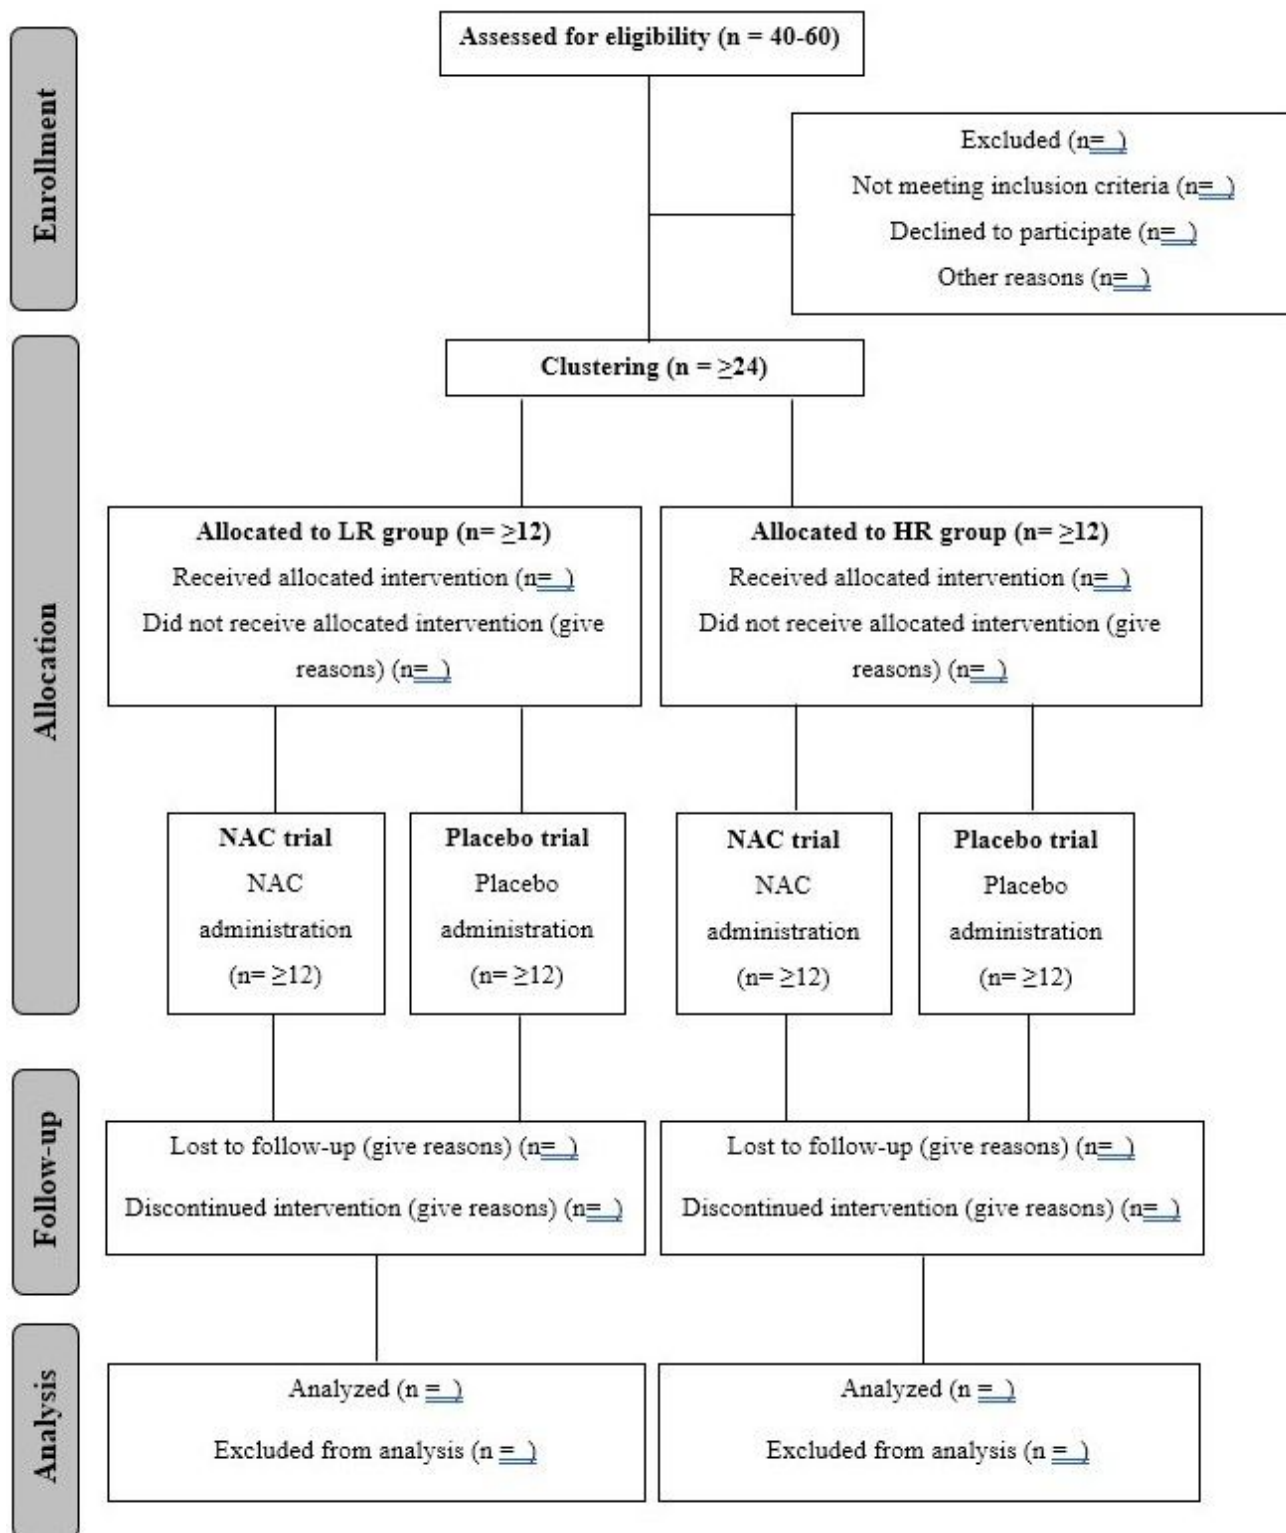 Enrollment
Assessed for eligibility (n = 40-60)
Excluded (n=_)
Not meeting inclusion criteria (n=_)
Declined to participate (n=_)
Other reasons (n=_)
Allocation
Clustering (n = ≥24)
Allocated to LR group (n= ≥12)
Received allocated intervention (n=_)
Did not receive allocated intervention (give
reasons) (n=_)
Allocated to HR group (n= ≥12)
Received allocated intervention (n=_)
Did not receive allocated intervention (give
reasons) (n=_)
NAC trial
NAC
administration
(n= ≥12)
Placebo trial
Placebo
administration
(n= ≥12)
NAC trial
NAC
administration
(n= ≥12)
Placebo trial
Placebo
administration
(n= ≥12)
Follow-up
Lost to follow-up (give reasons) (n=_)
Discontinued intervention (give reasons) (n=_)
Lost to follow-up (give reasons) (n=_)
Discontinued intervention (give reasons) (n=_)
Analysis
Analyzed (n =_)
Excluded from analysis (n =_)
Analyzed (n =_)
Excluded from analysis (n =_)